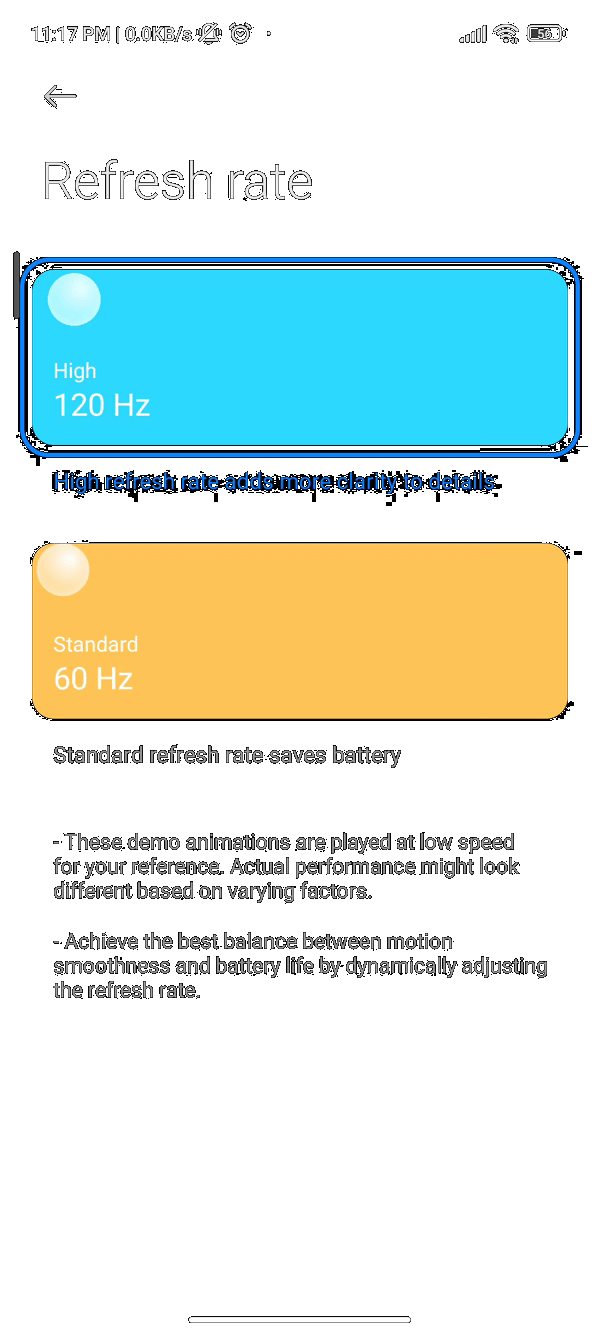 11:17 PM | 0.0KB/s
56
Refresh rate
High
120 Hz
High refresh rate adds more clarity to details
Standard
60 Hz
Standard refresh rate saves battery
- These demo animations are played at low speed
for your reference. Actual performance might look
different based on varying factors.
- Achieve the best balance between motion
smoothness and battery life by dynamically adjusting
the refresh rate.